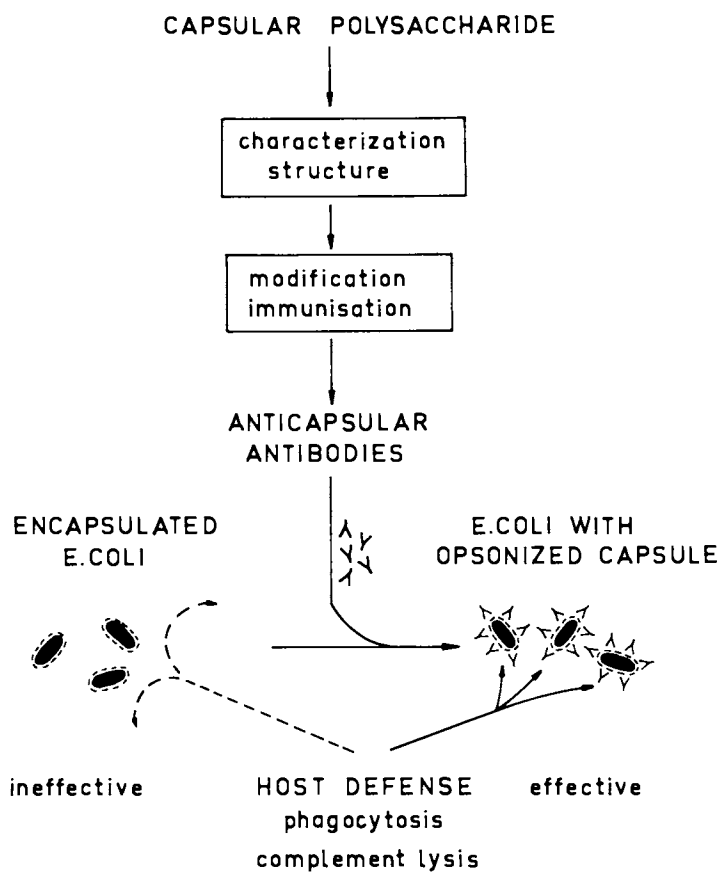 CAPSULAR POLYSACCHARIDE
characterization
structure
modification
immunisation
ANTICAPSULAR
ANTIBODIES
ENCAPSULATED
E.COLI
E.COLI WITH
OPSONIZED CAPSULE
ineffective
HOST DEFENSE
effective
phagocytosis
complement lysis